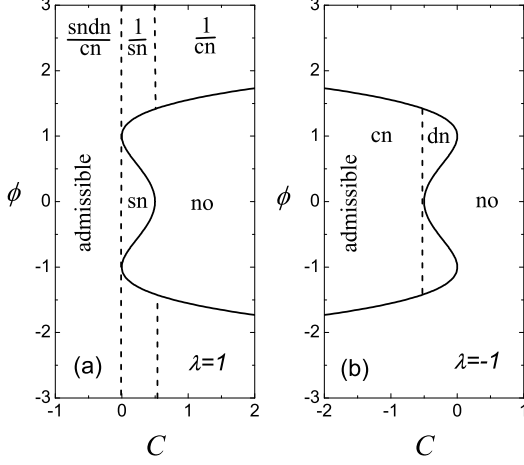 3
2
1
0
-1
-2
-3
ϕ
sndn
cn
1
sn
1
cn
admissible
sn
no
(a)
λ=1
-1
0
1
2
C
3
2
1
0
-1
-2
-3
ϕ
cn
dn
admissible
no
(b)
λ=-1
-2
-1
0
1
C